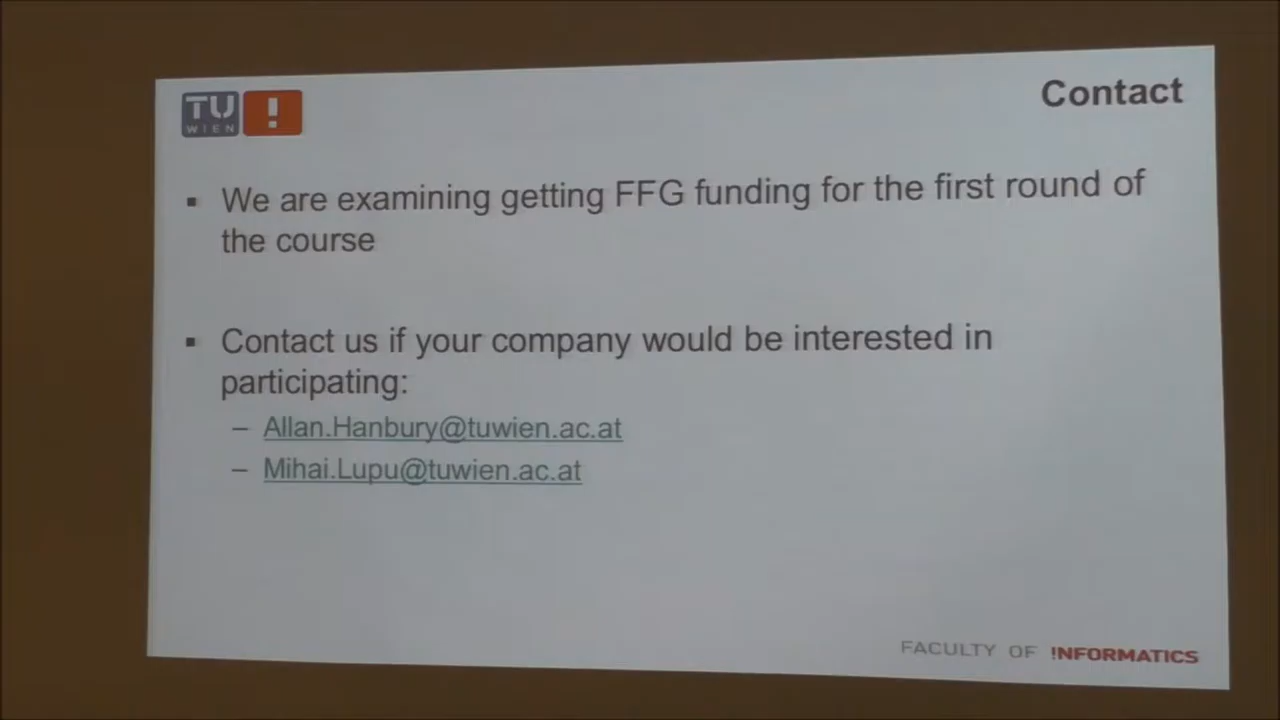 TU
WIEN
!
Contact
▪ We are examining getting FFG funding for the first round of
the course
▪ Contact us if your company would be interested in
participating:
– Allan.Hanbury@tuwien.ac.at
– Mihai.Lupu@tuwien.ac.at
FACULTY OF !NFORMATICS